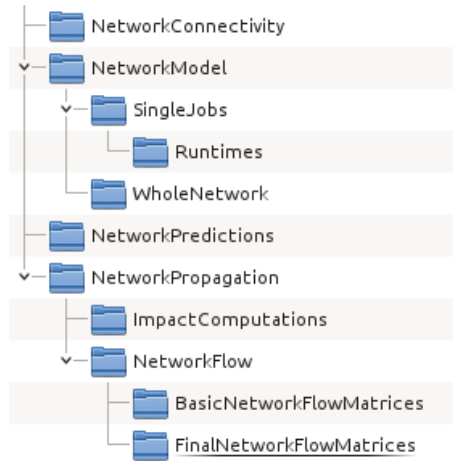 NetworkConnectivity
NetworkModel
SingleJobs
Runtimes
WholeNetwork
NetworkPredictions
NetworkPropagation
ImpactComputations
NetworkFlow
BasicNetworkFlowMatrices
FinalNetworkFlowMatrices